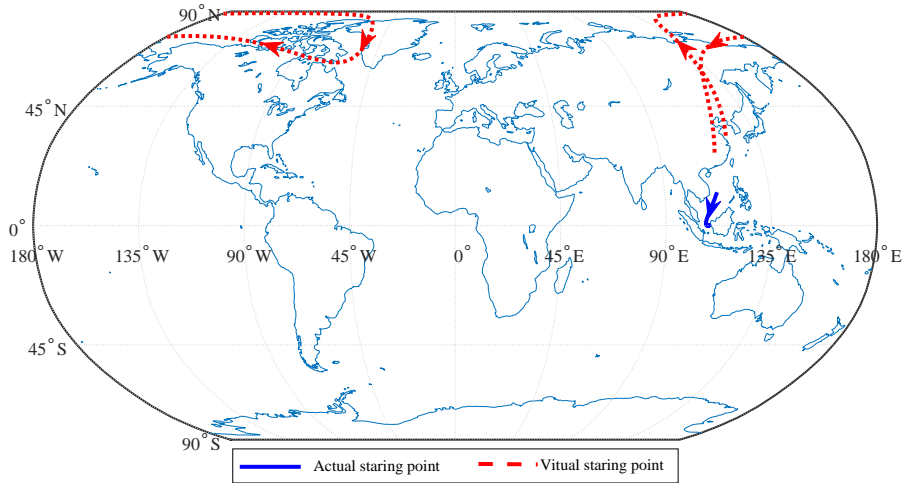 90°N
45°N
0°
180° W
135° W
90° W
45° W
0°
45° E
90° E
135° E
180° E
45°S
90°S
Actual staring point
Vitual staring point